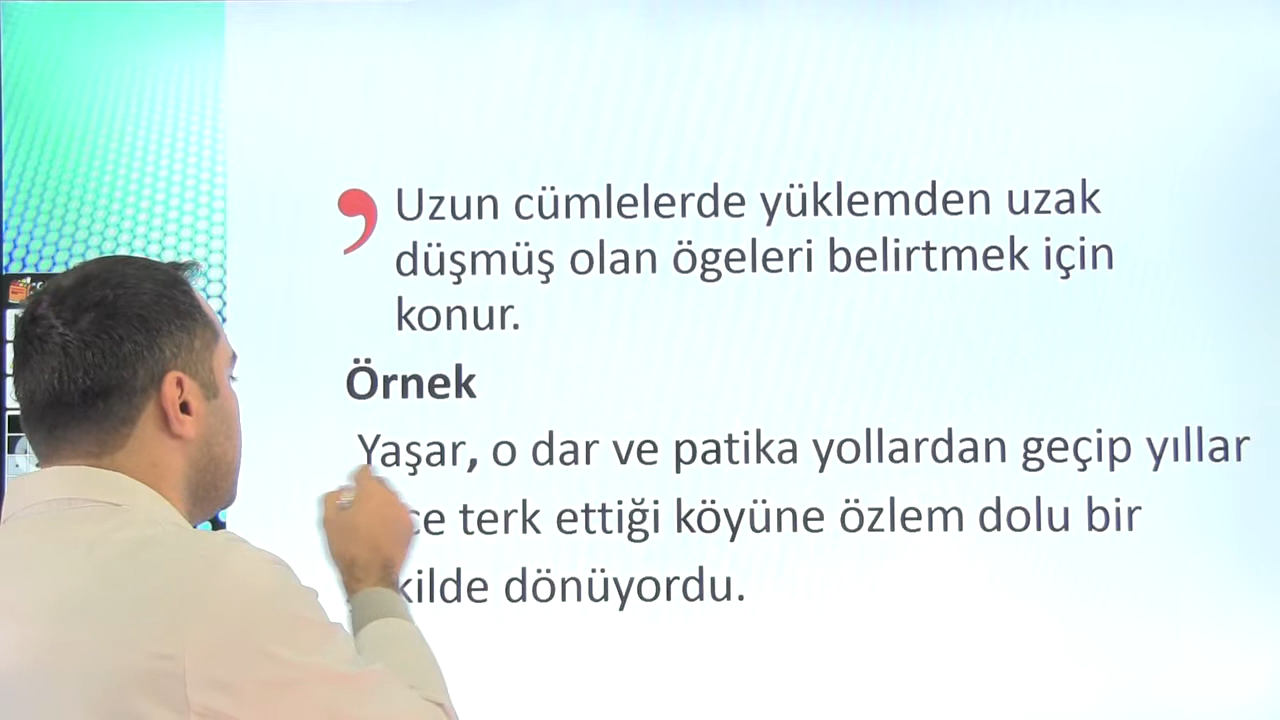 Uzun cümlelerde yüklemden uzak
düşmüş olan ögeleri belirtmek için
konur.
Örnek
Yaşar, o dar ve patika yollardan geçip yıllar
terk ettiği köyüne özlem dolu bir
dönüyordu.